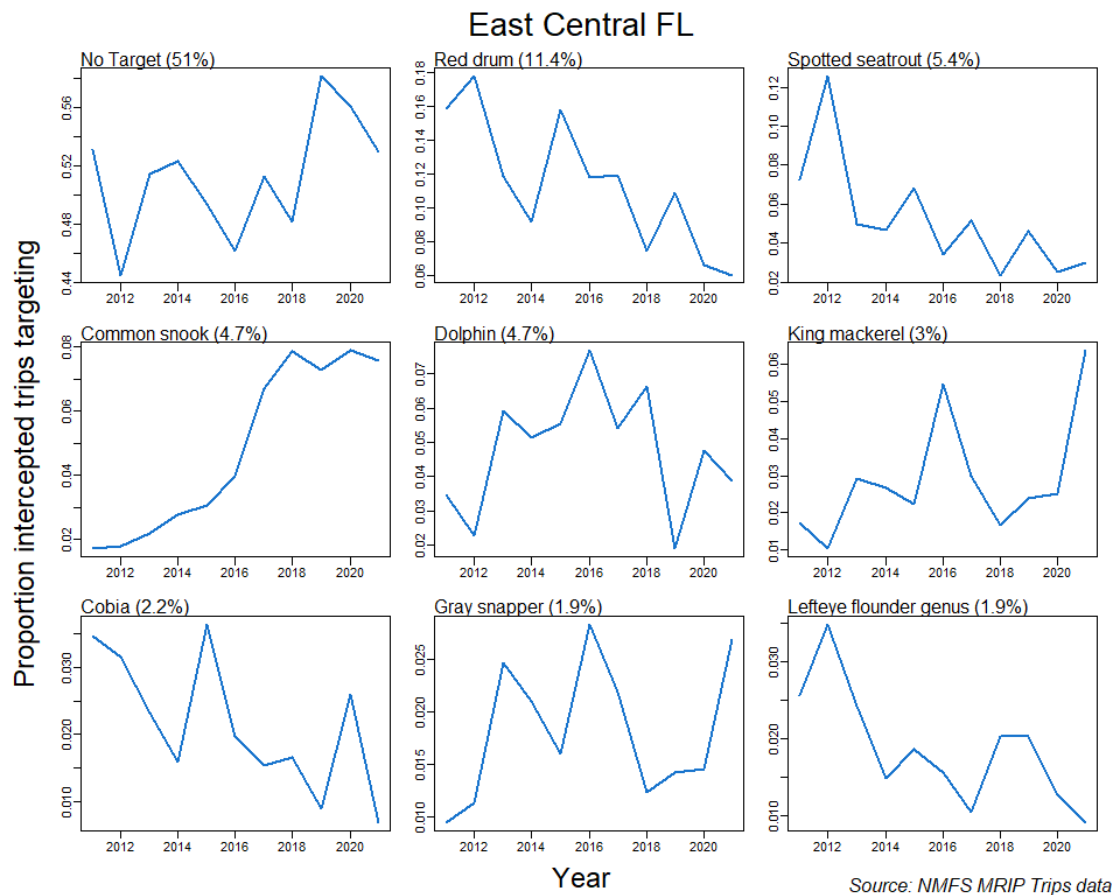 East Central FL
Proportion intercepted trips targeting
No Target (51%)
0.44 0.48 0.52 0.56
2012 2014 2016 2018 2020
Red drum (11.4%)
0.06 0.08 0.10 0.12 0.14 0.16 0.18
2012 2014 2016 2018 2020
Spotted seatrout (5.4%)
0.02 0.04 0.06 0.08 0.10 0.12
2012 2014 2016 2018 2020
Common snook (4.7%)
0.02 0.04 0.06 0.08
2012 2014 2016 2018 2020
Dolphin (4.7%)
0.02 0.03 0.04 0.05 0.06 0.07
2012 2014 2016 2018 2020
King mackerel (3%)
0.01 0.02 0.03 0.04 0.05 0.06
2012 2014 2016 2018 2020
Cobia (2.2%)
0.010 0.020 0.030
2012 2014 2016 2018 2020
Gray snapper (1.9%)
0.010 0.015 0.020 0.025
2012 2014 2016 2018 2020
Lefteye flounder genus (1.9%)
0.010 0.020 0.030
2012 2014 2016 2018 2020
Year
Source: NMFS MRIP Trips data